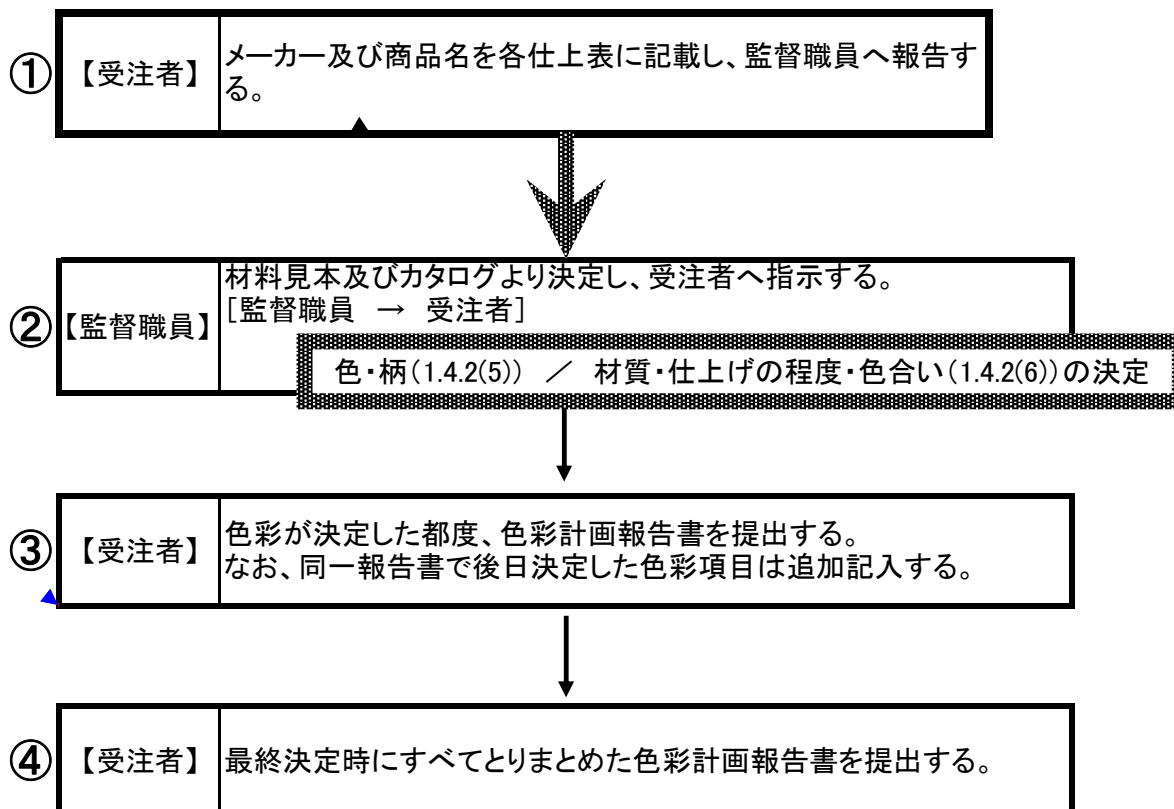 ① 【受注者】 メーカー及び商品名を各仕上表に記載し、監督職員へ報告す
る。
② 【監督職員】 材料見本及びカタログより決定し、受注者へ指示する。
[監督職員 → 受注者]
色・柄(1.4.2(5)) ／ 材質・仕上げの程度・色合い(1.4.2(6))の決定
③ 【受注者】 色彩が決定した都度、色彩計画報告書を提出する。
なお、同一報告書で後日決定した色彩項目は追加記入する。
④ 【受注者】 最終決定時にすべてとりまとめた色彩計画報告書を提出する。